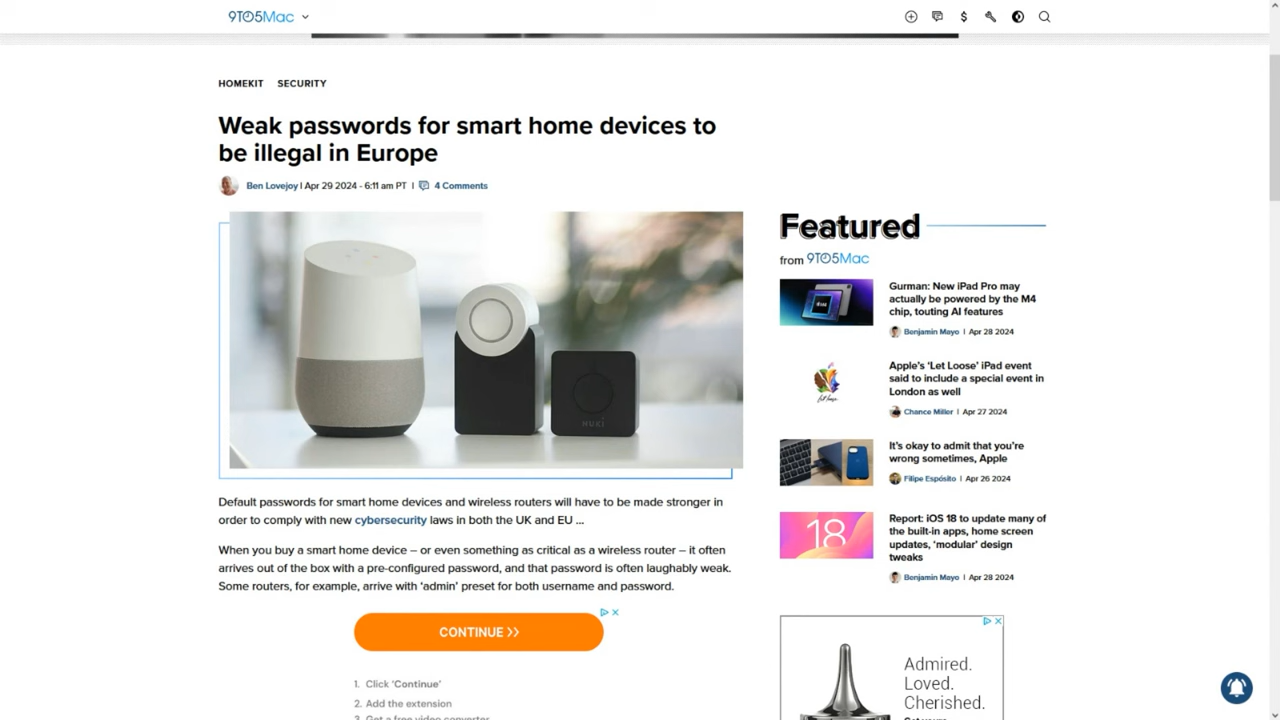 9TO5Mac
HOMEKIT SECURITY
Weak passwords for smart home devices to
be illegal in Europe
Ben Lovejoy | Apr 29 2024 - 6:11 am PT | 4 Comments
NUKI
Default passwords for smart home devices and wireless routers will have to be made stronger in
order to comply with new cybersecurity laws in both the UK and EU ...
When you buy a smart home device – or even something as critical as a wireless router – it often
arrives out of the box with a pre-configured password, and that password is often laughably weak.
Some routers, for example, arrive with ‘admin’ preset for both username and password.
CONTINUE >>
1. Click ‘Continue’
2. Add the extension
3. Get a free video converter
Featured
from 9TO5Mac
Gurman: New iPad Pro may
actually be powered by the M4
chip, touting AI features
Benjamin Mayo | Apr 28 2024
Apple’s ‘Let Loose’ iPad event
said to include a special event in
London as well
Chance Miller | Apr 27 2024
It’s okay to admit that you’re
wrong sometimes, Apple
Filipe Espósito | Apr 26 2024
18
Report: iOS 18 to update many of
the built-in apps, home screen
updates, ‘modular’ design
tweaks
Benjamin Mayo | Apr 28 2024
Admired.
Loved.
Cherished.